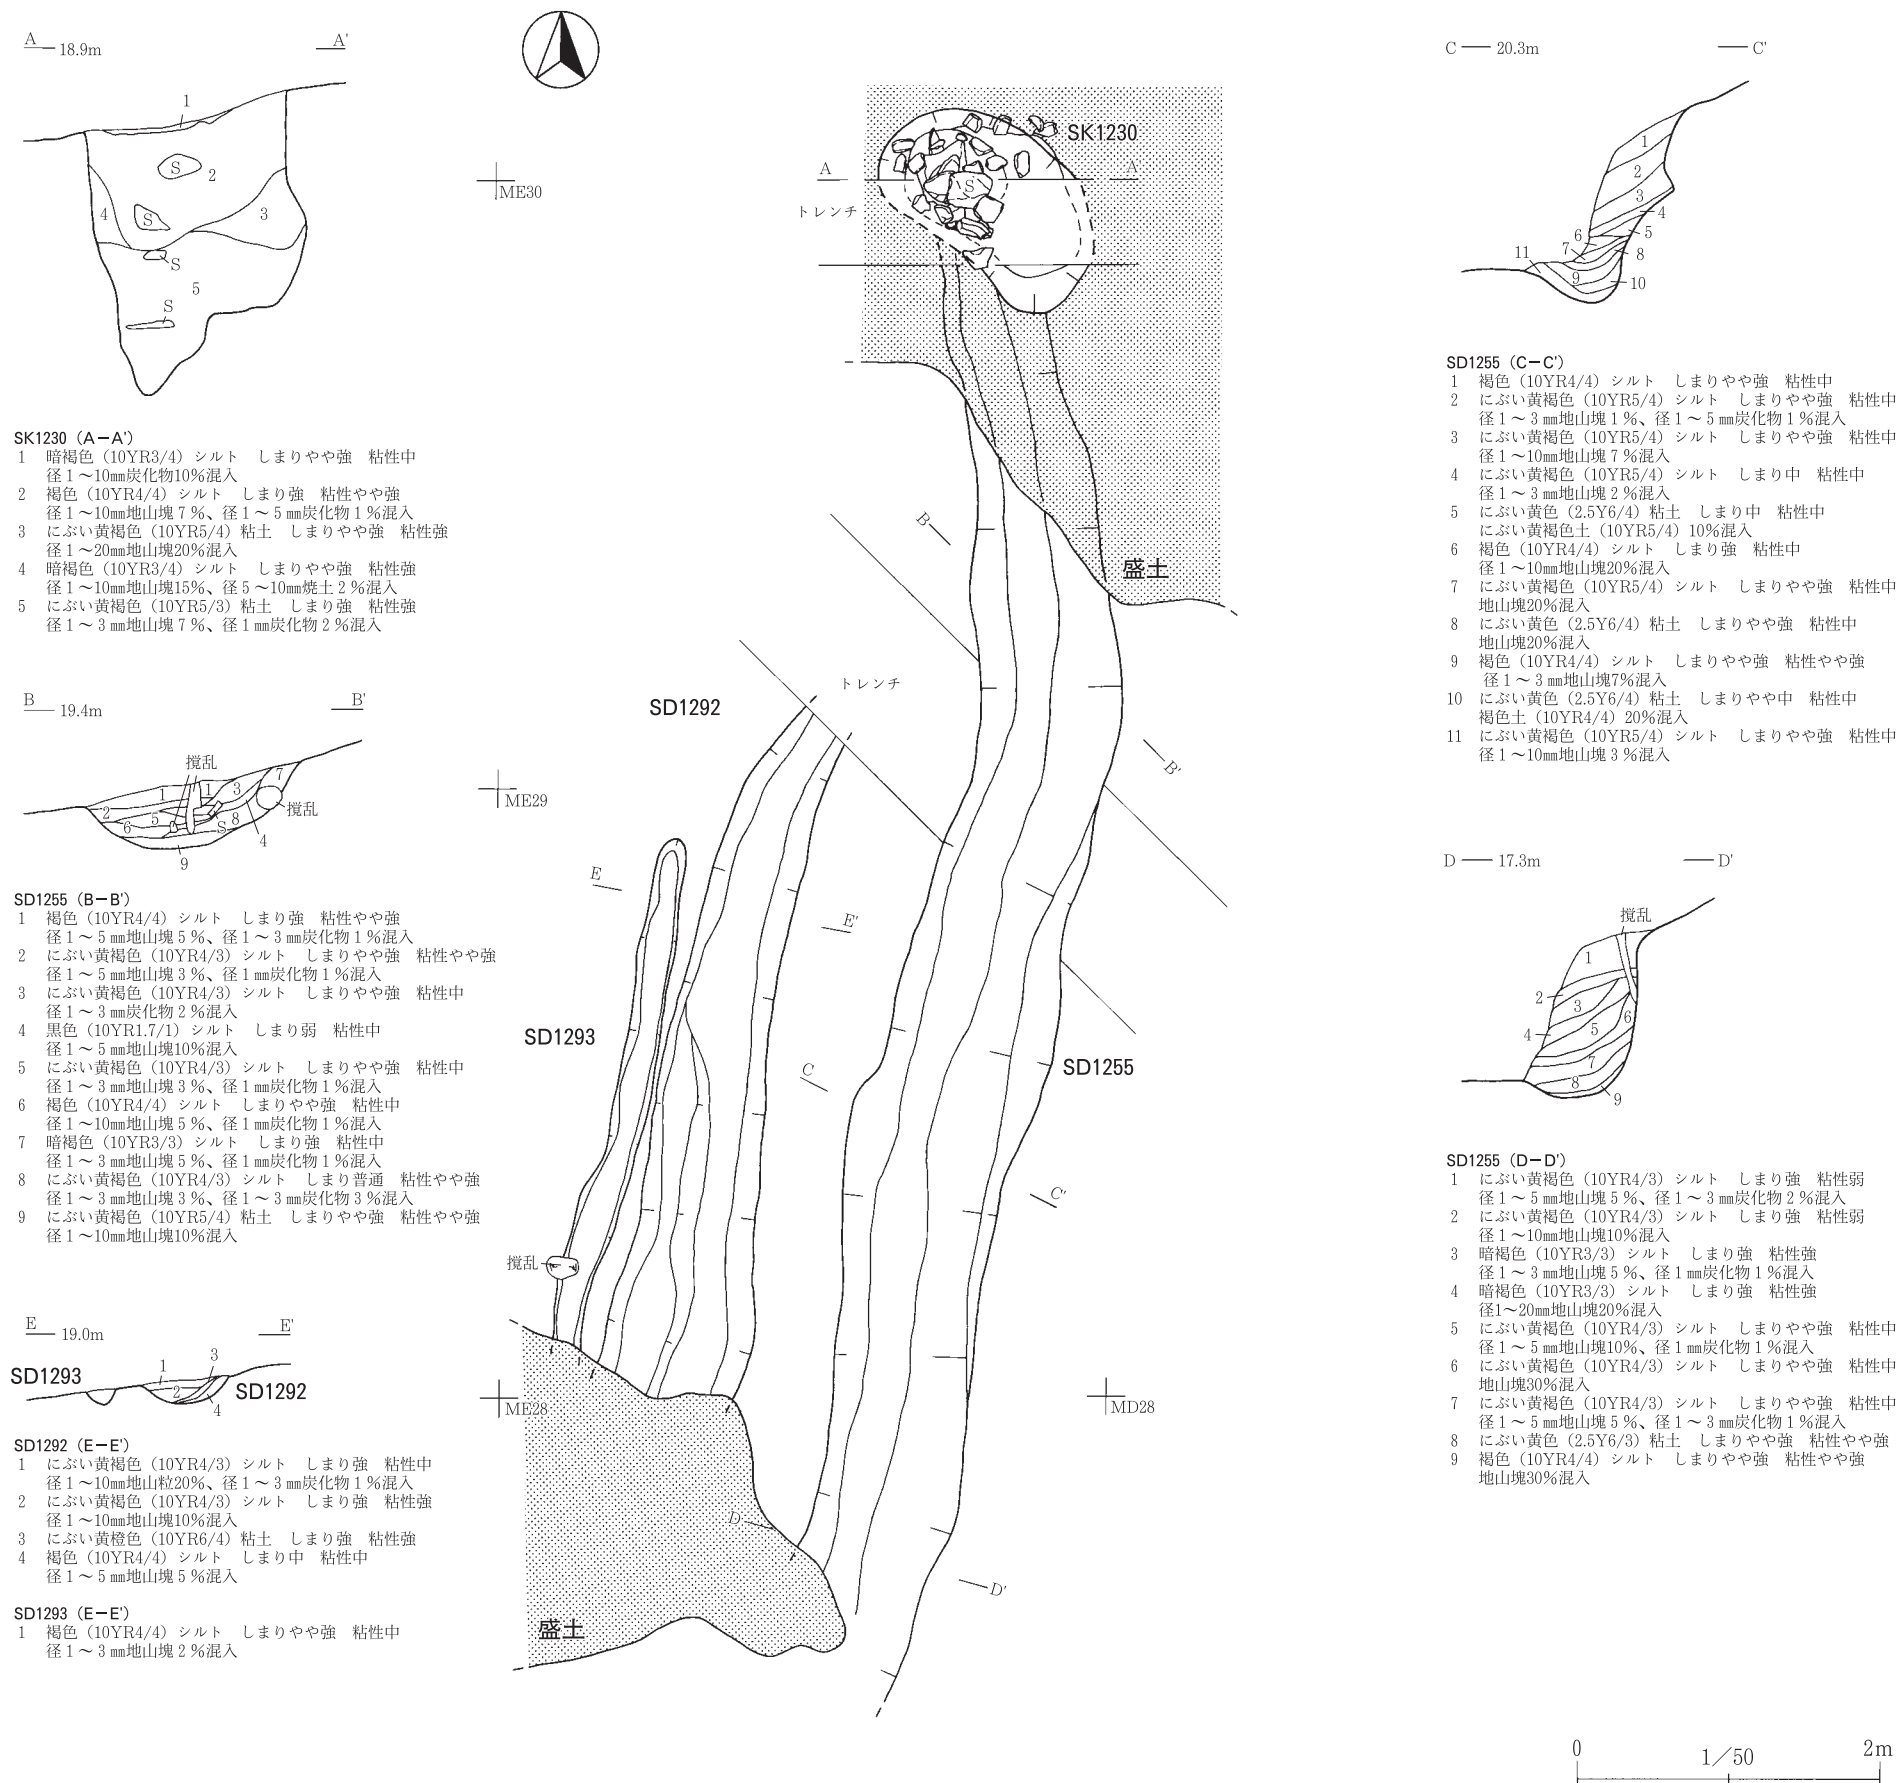 A
18.9m
A'
1
S
2
S
4
3
S
5
S
SK1230（A－A'）
1　暗褐色（10YR3/4）シルト　しまりやや強　粘性中
径1～10㎜炭化物10％混入
2　褐色（10YR4/4）シルト　しまり強　粘性やや強
径1～10㎜地山塊7％、径1～5㎜炭化物1％混入
3　にぶい黄褐色（10YR5/4）粘土　しまりやや強　粘性強
径1～20㎜地山塊20％混入
4　暗褐色（10YR3/4）シルト　しまりやや強　粘性強
径1～10㎜地山塊15％、径5～10㎜焼土2％混入
5　にぶい黄褐色（10YR5/3）粘土　しまり強　粘性強
径1～3㎜地山塊7％、径1㎜炭化物2％混入
B
19.4m
B'
撹乱
7
1
1
3
2
5
8
撹乱
6
S
4
9
SD1255（B－B'）
1　褐色（10YR4/4）シルト　しまり強　粘性やや強
径1～5㎜地山塊5％、径1～3㎜炭化物1％混入
2　にぶい黄褐色（10YR4/3）シルト　しまりやや強　粘性やや強
径1～5㎜地山塊3％、径1㎜炭化物1％混入
3　にぶい黄褐色（10YR4/3）シルト　しまりやや強　粘性中
径1～3㎜炭化物2％混入
4　黒色（10YR1.7/1）シルト　しまり弱　粘性中
径1～5㎜地山塊10％混入
5　にぶい黄褐色（10YR4/3）シルト　しまりやや強　粘性中
径1～3㎜地山塊3％、径1㎜炭化物1％混入
6　褐色（10YR4/4）シルト　しまりやや強　粘性中
径1～10㎜地山塊5％、径1㎜炭化物1％混入
7　暗褐色（10YR3/3）シルト　しまり強　粘性中
径1～3㎜地山塊5％、径1㎜炭化物1％混入
8　にぶい黄褐色（10YR4/3）シルト　しまり普通　粘性やや強
径1～3㎜地山塊3％、径1～3㎜炭化物3％混入
9　にぶい黄褐色（10YR5/4）粘土　しまりやや強　粘性やや強
径1～10㎜地山塊10％混入
E
19.0m
E'
SD1293
1
3
2
SD1292
4
SD1292（E－E'）
1　にぶい黄褐色（10YR4/3）シルト　しまり強　粘性中
径1～10㎜地山粒20％、径1～3㎜炭化物1％混入
2　にぶい黄褐色（10YR4/3）シルト　しまり強　粘性強
径1～10㎜地山塊10％混入
3　にぶい黄橙色（10YR6/4）粘土　しまり強　粘性強
4　褐色（10YR4/4）シルト　しまり中　粘性中
径1～5㎜地山塊5％混入
SD1293（E－E'）
1　褐色（10YR4/4）シルト　しまりやや強　粘性中
径1～3㎜地山塊2％混入
SK1230
A
A'
S
ME30
トレンチ
B
盛土
SD1292
トレンチ
B'
ME29
E
E'
SD1293
C
SD1255
C'
撹乱
ME28
MD28
D
D'
盛土
C
20.3m
C'
1
2
3
4
6
5
11
7
8
9
10
SD1255（C－C'）
1　褐色（10YR4/4）シルト　しまりやや強　粘性中
2　にぶい黄褐色（10YR5/4）シルト　しまりやや強　粘性中
径1～3㎜地山塊1％、径1～5㎜炭化物1％混入
3　にぶい黄褐色（10YR5/4）シルト　しまりやや強　粘性中
径1～10㎜地山塊7％混入
4　にぶい黄褐色（10YR5/4）シルト　しまり中　粘性中
径1～3㎜地山塊2％混入
5　にぶい黄色（2.5Y6/4）粘土　しまり中　粘性中
にぶい黄褐色土（10YR5/4）10％混入
6　褐色（10YR4/4）シルト　しまり強　粘性中
径1～10㎜地山塊20％混入
7　にぶい黄褐色（10YR5/4）シルト　しまりやや強　粘性中
地山塊20％混入
8　にぶい黄色（2.5Y6/4）粘土　しまりやや強　粘性中
地山塊20％混入
9　褐色（10YR4/4）シルト　しまりやや強　粘性やや強
径1～3㎜地山塊7％混入
10　にぶい黄色（2.5Y6/4）粘土　しまりやや中　粘性中
褐色土（10YR4/4）20％混入
11　にぶい黄褐色（10YR5/4）シルト　しまりやや強　粘性中
径1～10㎜地山塊3％混入
D
17.3m
D'
撹乱
1
2
3
6
4
5
7
8
9
SD1255（D－D'）
1　にぶい黄褐色（10YR4/3）シルト　しまり強　粘性弱
径1～5㎜地山塊5％、径1～3㎜炭化物2％混入
2　にぶい黄褐色（10YR4/3）シルト　しまり強　粘性弱
径1～10㎜地山塊10％混入
3　暗褐色（10YR3/3）シルト　しまり強　粘性強
径1～3㎜地山塊5％、径1㎜炭化物1％混入
4　暗褐色（10YR3/3）シルト　しまり強　粘性強
径1～20㎜地山塊20％混入
5　にぶい黄褐色（10YR4/3）シルト　しまりやや強　粘性中
径1～5㎜地山塊10％、径1㎜炭化物1％混入
6　にぶい黄褐色（10YR4/3）シルト　しまりやや強　粘性中
地山塊30％混入
7　にぶい黄褐色（10YR4/3）シルト　しまりやや強　粘性中
径1～5㎜地山塊5％、径1～3㎜炭化物1％混入
8　にぶい黄色（2.5Y6/3）粘土　しまりやや強　粘性やや強
9　褐色（10YR4/4）シルト　しまりやや強　粘性やや強
地山塊30％混入
0
1／50
2m